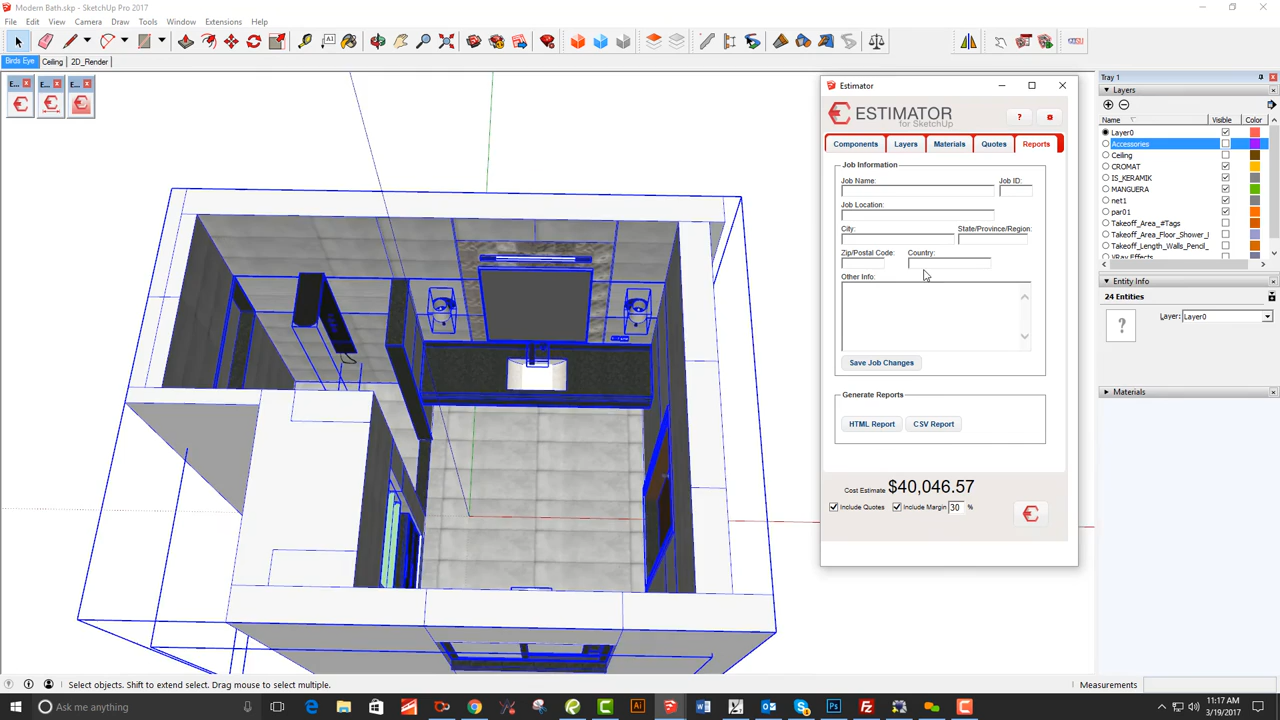 Modern Bath.skp - SketchUp Pro 2017
File Edit View Camera Draw Tools Window Extensions Help
Birds Eye Ceiling 2D_Render
E... E... E...
Estimator
ESTIMATOR
for SketchUp
?
Components Layers Materials Quotes Reports
Job Information
Job Name: Job ID:
Job Location:
City: State/Province/Region:
Zip/Postal Code: Country:
Other Info:
Save Job Changes
Generate Reports
HTML Report CSV Report
Cost Estimate $40,046.57
Include Quotes Include Margin 30 %
Tray 1
Layers
Name Visible Color
Layer0
Accessories
Ceiling
CROMAT
IS_KERAMIK
MANGUERA
net1
par01
Takeoff_Area_#Tags
Takeoff_Area_Floor_Shower_
Takeoff_Length_Walls_Pencil_
VRay Effects
Entity Info
24 Entities
?
Layer: Layer0
Materials
Select objects. Shift to extend select. Drag mouse to select multiple.
Measurements
Ask me anything
11:17 AM
3/19/2017